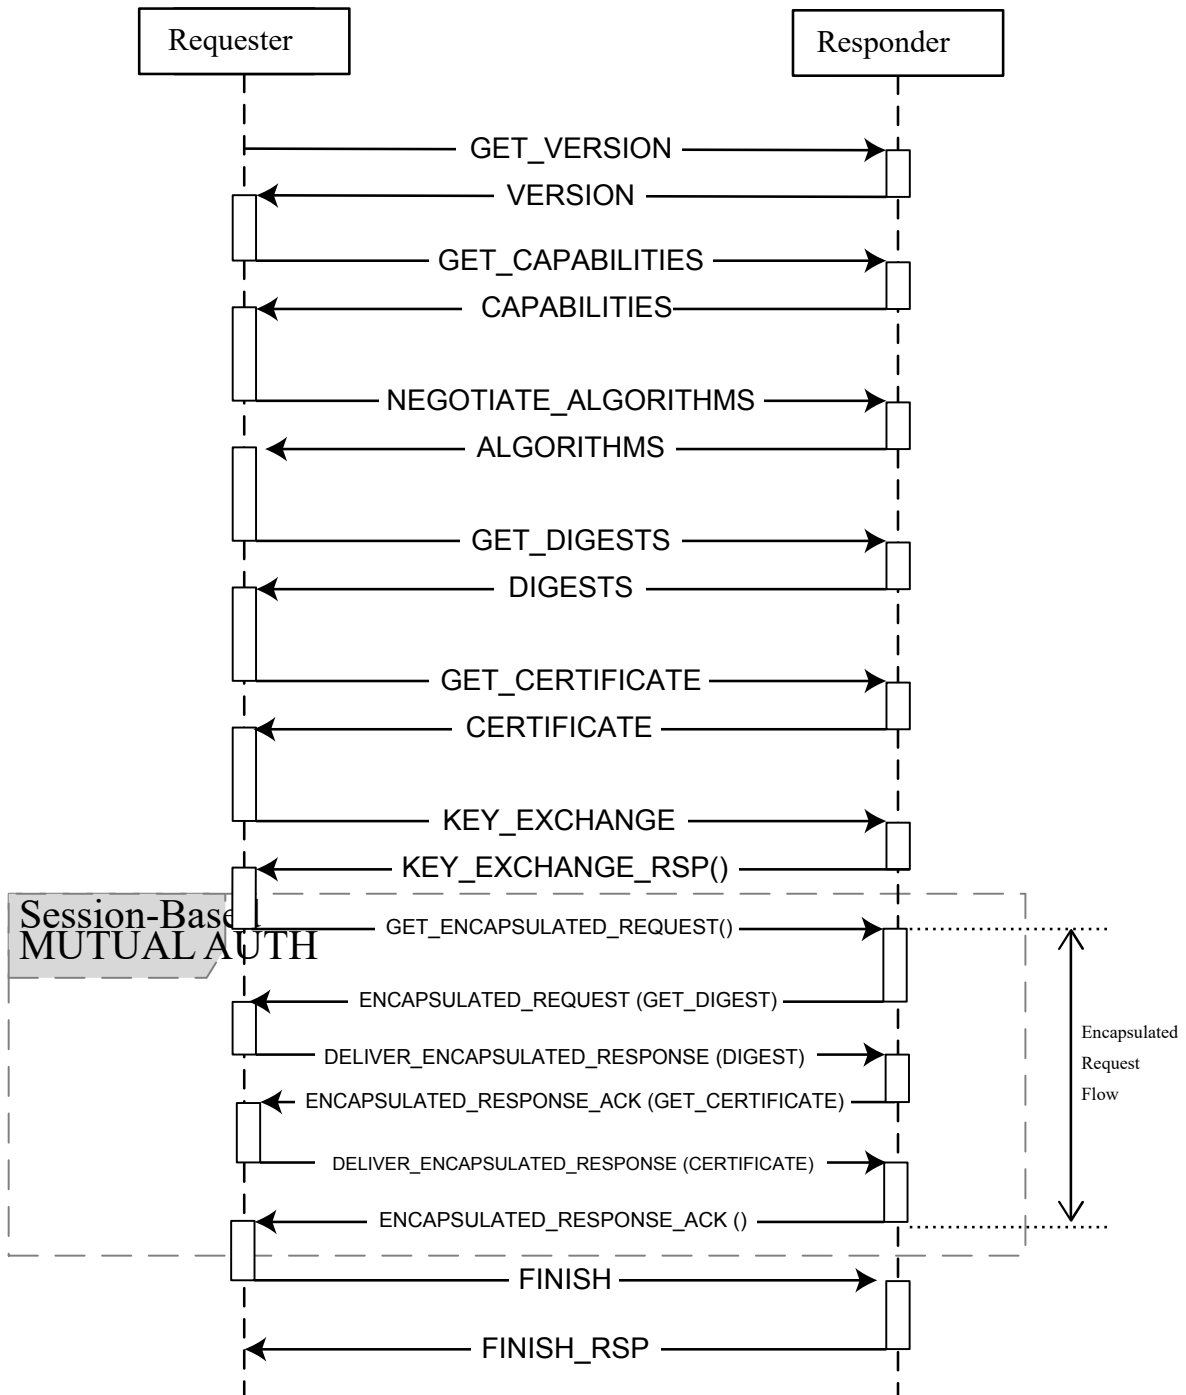 Requester
Responder
GET_VERSION
VERSION
GET_CAPABILITIES
CAPABILITIES
NEGOTIATE_ALGORITHMS
ALGORITHMS
GET_DIGESTS
DIGESTS
GET_CERTIFICATE
CERTIFICATE
KEY_EXCHANGE
KEY_EXCHANGE_RSP()
Session-Based
MUTUAL AUTH
GET_ENCAPSULATED_REQUEST()
ENCAPSULATED_REQUEST (GET_DIGEST)
Encapsulated
Request
Flow
DELIVER_ENCAPSULATED_RESPONSE (DIGEST)
ENCAPSULATED_RESPONSE_ACK (GET_CERTIFICATE)
DELIVER_ENCAPSULATED_RESPONSE (CERTIFICATE)
ENCAPSULATED_RESPONSE_ACK ()
FINISH
FINISH_RSP